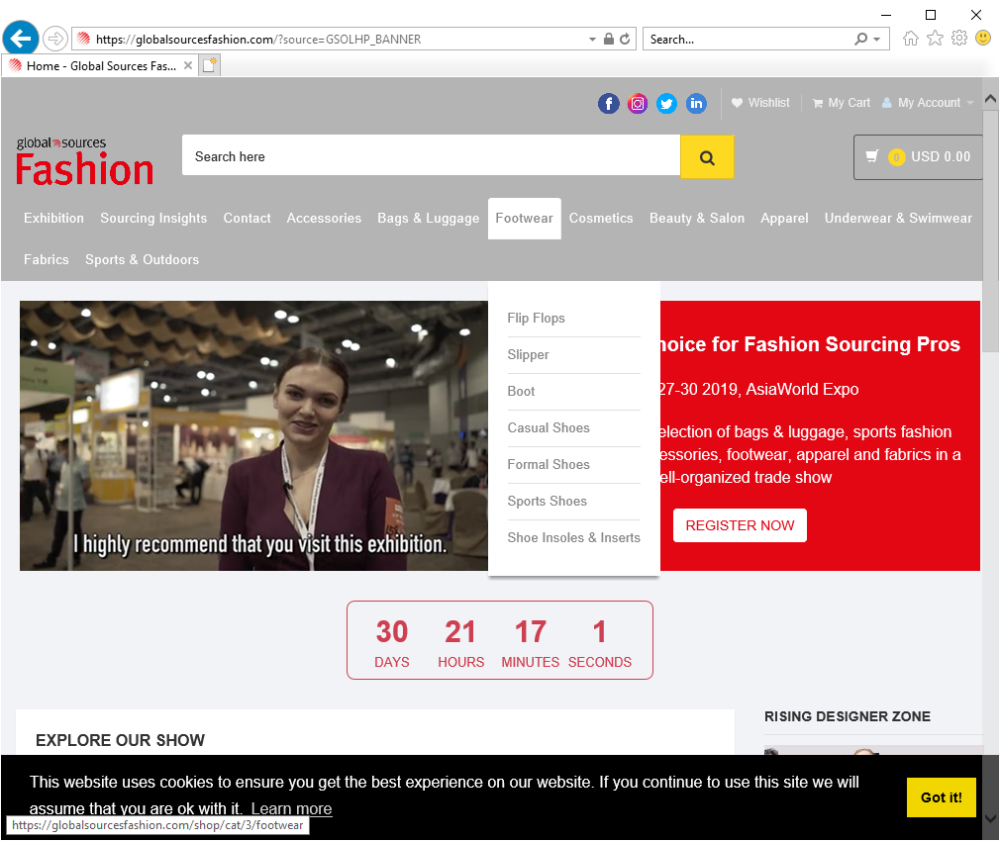 https://globalsourcesfashion.com/?source=GSOLHP_BANNER
Search...
Home - Global Sources Fas...
Wishlist
My Cart
My Account
global sources
Fashion
Search here
0 USD 0.00
Exhibition Sourcing Insights Contact Accessories Bags & Luggage Footwear Cosmetics Beauty & Salon Apparel Underwear & Swimwear
Fabrics Sports & Outdoors
Flip Flops
Slipper
Boot
Casual Shoes
Formal Shoes
Sports Shoes
Shoe Insoles & Inserts
I highly recommend that you visit this exhibition.
hoice for Fashion Sourcing Pros
27-30 2019, AsiaWorld Expo
election of bags & luggage, sports fashion
essories, footwear, apparel and fabrics in a
ell-organized trade show
REGISTER NOW
30 21 17 1
DAYS HOURS MINUTES SECONDS
EXPLORE OUR SHOW
RISING DESIGNER ZONE
This website uses cookies to ensure you get the best experience on our website. If you continue to use this site we will
assume that you are ok with it. Learn more
Got it!
https://globalsourcesfashion.com/shop/cat/3/footwear